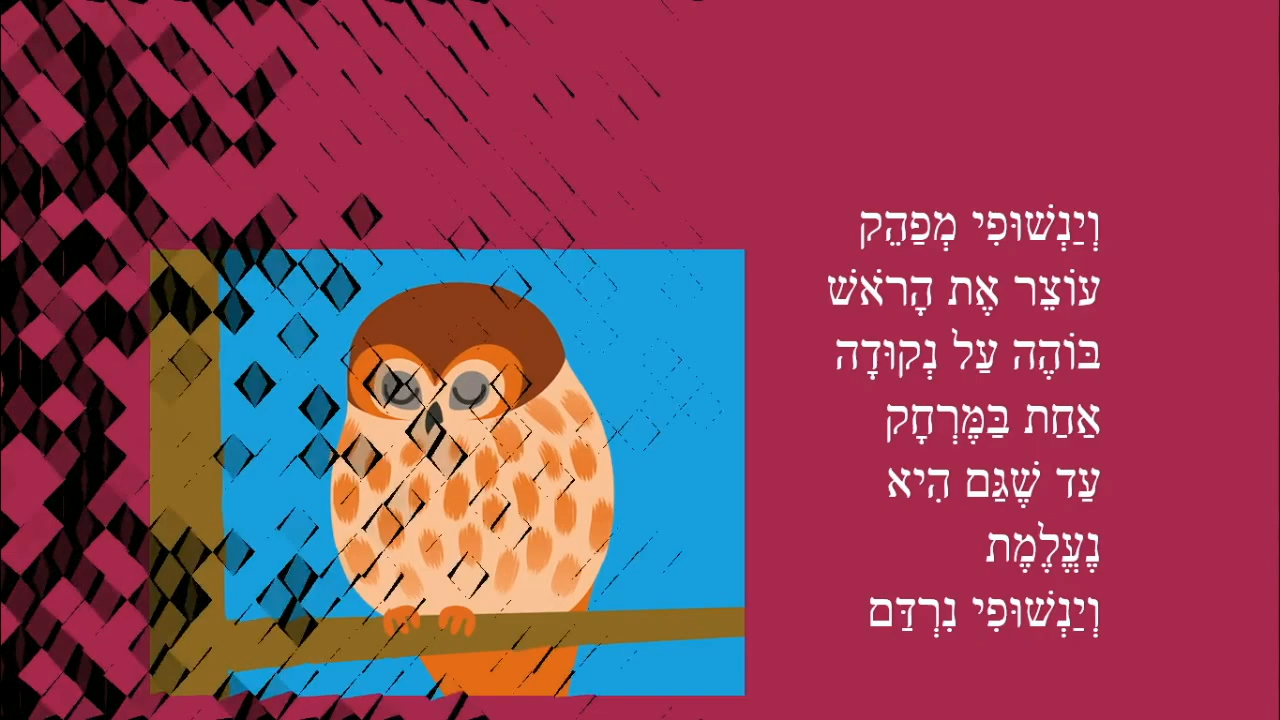 וְיַנְשׁוּפִי מְפַהֵק
עוֹצֵר אֶת הָרֹאשׁ
בּוֹהֶה עַל נְקוּדָה
אַחַת בַּמֶּרְחָק
עַד שֶׁגַּם הִיא
נֶעֱלֶמֶת
וְיַנְשׁוּפִי נִרְדַּם